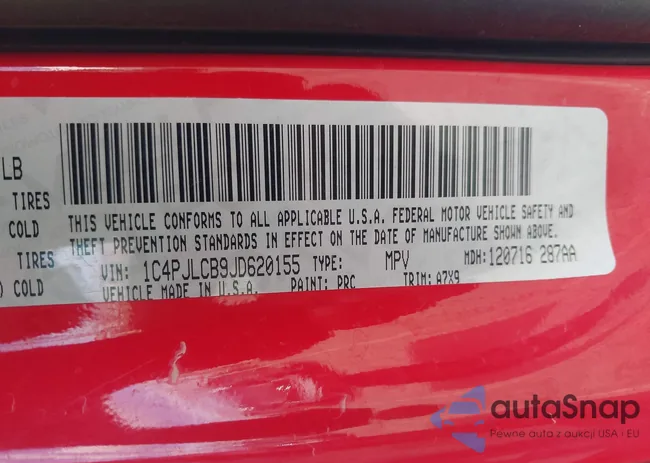 LB
TIRES
THIS VEHICLE CONFORMS TO ALL APPLICABLE U.S.A. FEDERAL MOTOR VEHICLE SAFETY AND
COLD
THEFT PREVENTION STANDARDS IN EFFECT ON THE DATE OF MANUFACTURE SHOWN ABOVE.
TIRES
VIN: 1C4PJLCB9JD620155 TYPE: MPV MDH:120716 287AA
) COLD
VEHICLE MADE IN U.S.A. PAINT: PRC TRIM: A7X9
autaSnap
Pewne auta z aukcji USA i EU